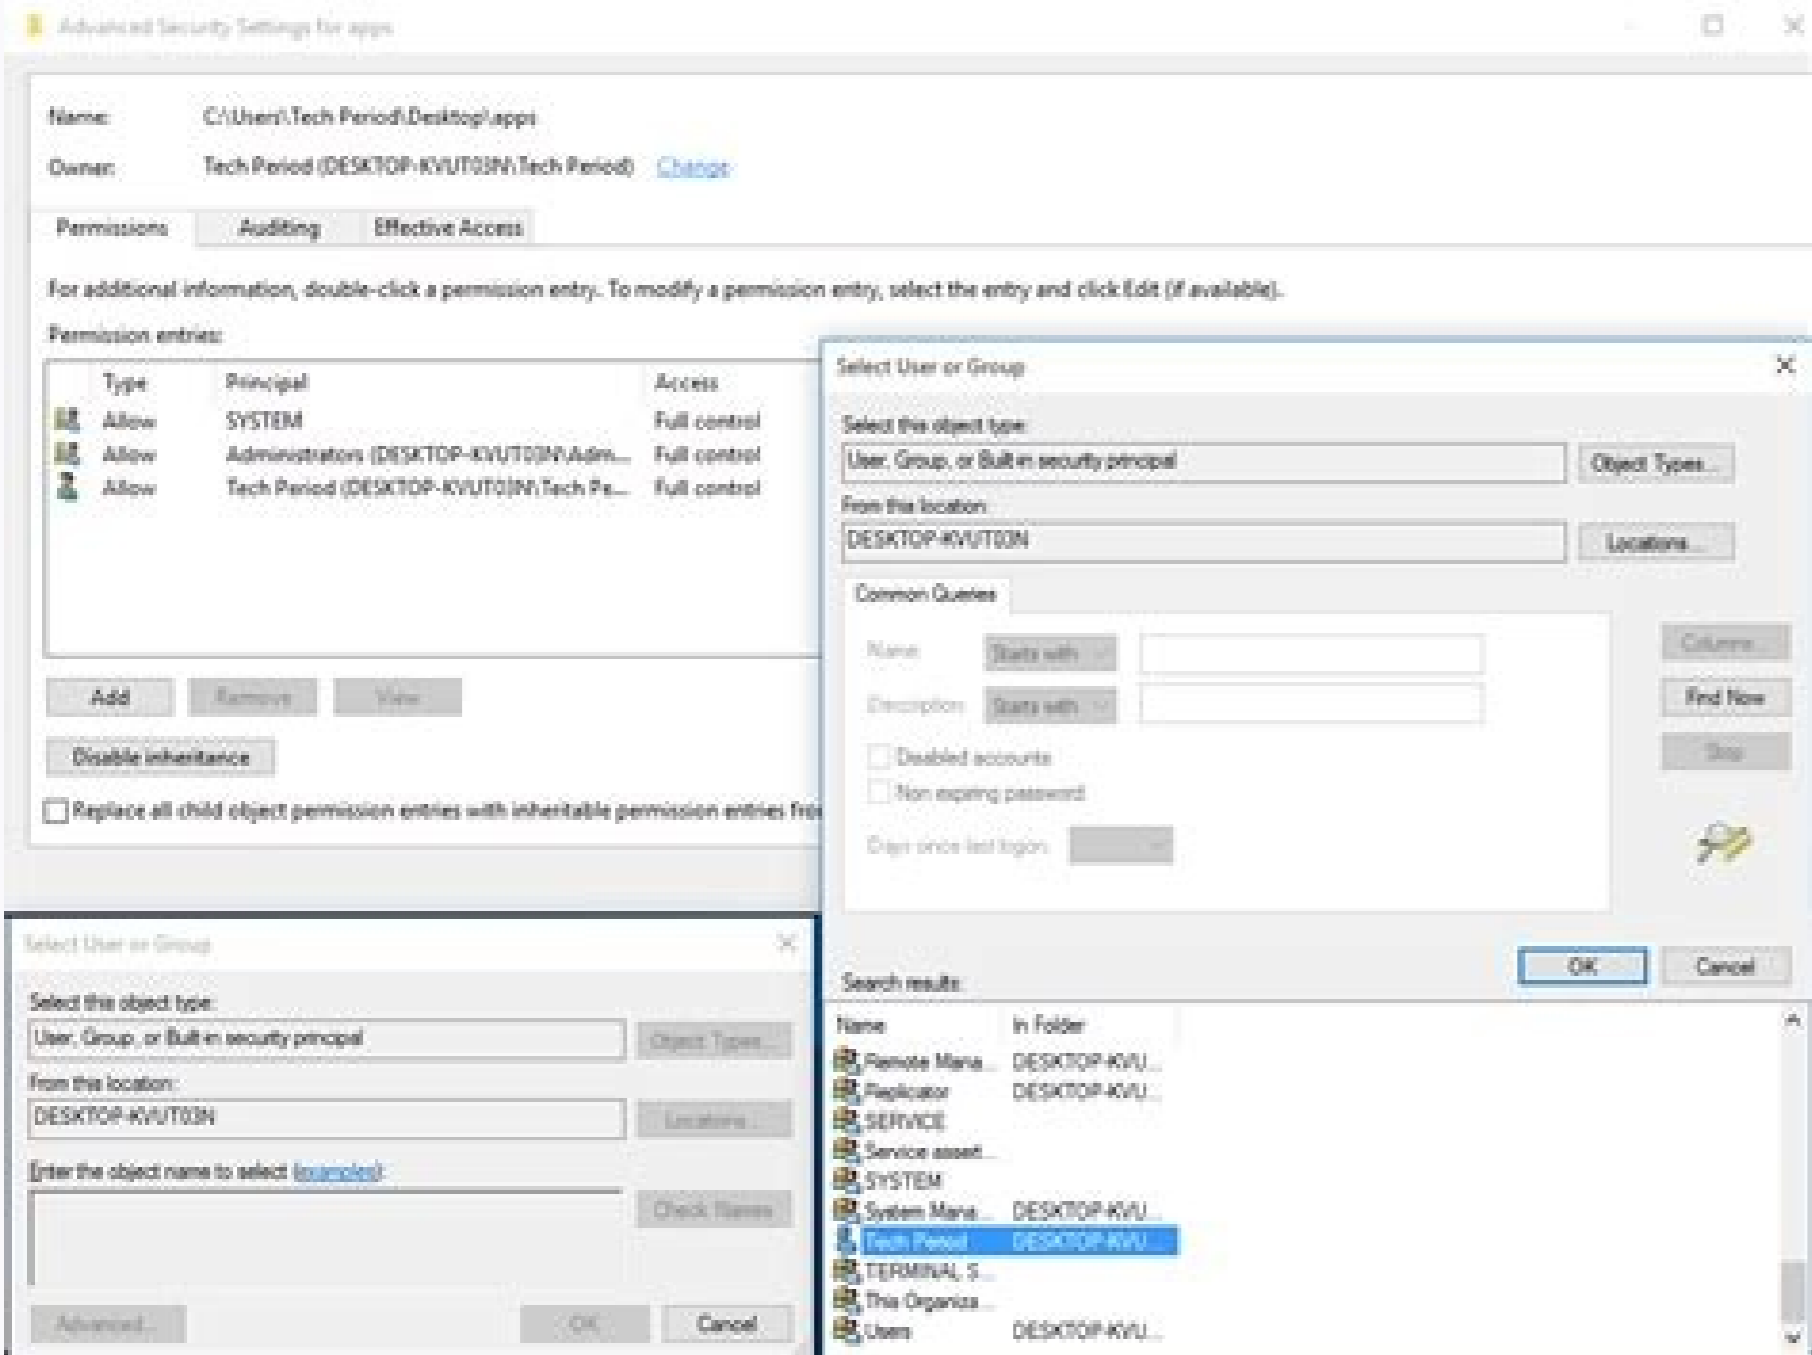 Advanced Security Settings for apps
Name: C:\Users\Tech Period\Desktop\apps
Owner: Tech Period (DESKTOP-KVUT03N\Tech Period) Change
Permissions Auditing Effective Access
For additional information, double-click a permission entry. To modify a permission entry, select the entry and click Edit (if available).
Permission entries:
Type Principal Access
Allow SYSTEM Full control
Allow Administrators (DESKTOP-KVUT03N\Adm... Full control
Allow Tech Period (DESKTOP-KVUT03N\Tech Pe... Full control
Add Remove View
Disable inheritance
Replace all child object permission entries with inheritable permission entries fro
Select User or Group
Select this object type:
User, Group, or Built-in security principal Object Types...
From this location:
DESKTOP-KVUT03N Locations...
Common Queries
Name: Starts with
Description: Starts with
Disabled accounts
Non expiring password
Days since last logon:
Columns...
Find Now
Stop
OK Cancel
Search results:
Name In Folder
Remote Mana... DESKTOP-KVU...
Replicator DESKTOP-KVU...
SERVICE
Service asset...
SYSTEM
System Mana... DESKTOP-KVU...
Tech Period DESKTOP-KVU...
TERMINAL S...
This Organiza...
Users DESKTOP-KVU...
Select User or Group
Select this object type:
User, Group, or Built-in security principal Object Types...
From this location:
DESKTOP-KVUT03N Locations...
Enter the object name to select (examples):
Check Names
Advanced... OK Cancel